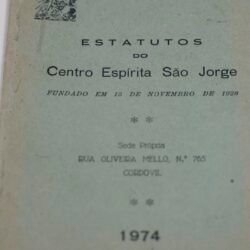 ESTATUTOS
DO
Centro Espírita São Jorge
FUNDADO EM 15 DE NOVEMBRO DE 1928
* *
Sede Própria
RUA OLIVEIRA MELLO, N.º 765
CORDOVIL
* *
1974